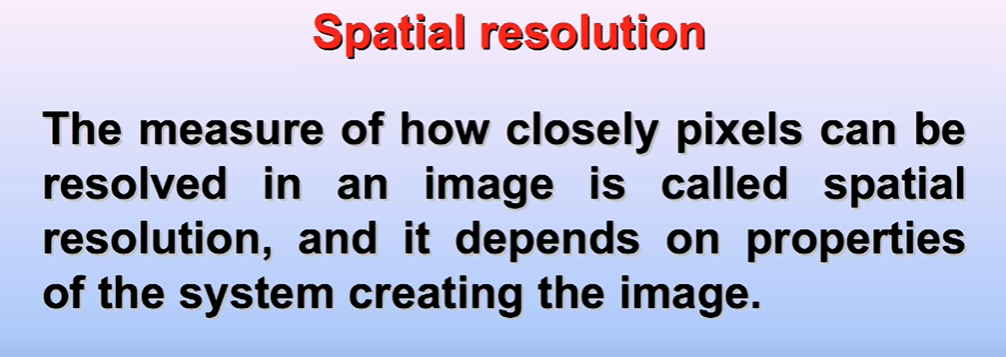 Spatial resolution
The measure of how closely pixels can be
resolved in an image is called spatial
resolution, and it depends on properties
of the system creating the image.